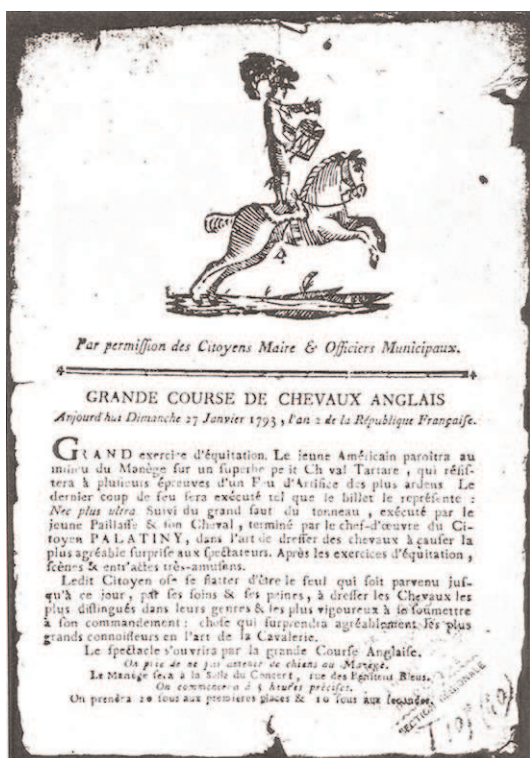 Par permiſſion des Citoyens Maire & Officiers Municipaux.
GRANDE COURSE DE CHEVAUX ANGLAIS
Aujourd'hui Dimanche 27 Janvier 1793, l'an 2 de la République Françaiſe.
GRAND exercice d'équitation. Le jeune Américain paroîtra au
milieu du Manège ſur un ſuperbe petit Cheval Tartare, qui réſiſ-
tera à pluſieurs épreuves d'un Feu d'Artifice des plus ardens. Le
dernier coup de feu ſera exécuté tel que le billet le repréſente :
Nec plus ultra. Suivi du grand ſaut du tonneau, exécuté par le
jeune Paillaſſe & ſon Cheval, terminé par le chef-d'œuvre du Ci-
toyen PALATINY, dans l'art de dreſſer des chevaux à cauſer la
plus agréable ſurpriſe aux ſpectateurs. Après les exercices d'équitation,
ſcènes & entr'actes très-amuſans.
Ledit Citoyen oſe ſe flatter d'être le ſeul qui ſoit parvenu juſ-
qu'à ce jour, par ſes ſoins & ſes peines, à dreſſer les Chevaux les
plus diſtingués dans leurs genres & les plus vigoureux à ſe ſoumettre
à ſon commandement : choſe qui ſurprendra agréablement les plus
grands connoiſſeurs en l'art de la Cavalerie.
Le ſpectacle s'ouvrira par la grande Courſe Anglaiſe.
On prie de ne pas amener de chiens au Manège.
Le Manège ſera à la Salle du Concert, rue des Pénitens Bleus.
On commencera à 5 heures préciſes.
On prendra 20 ſous aux premières places & 10 ſous aux ſecondes.
SECTION RÉGIONALE